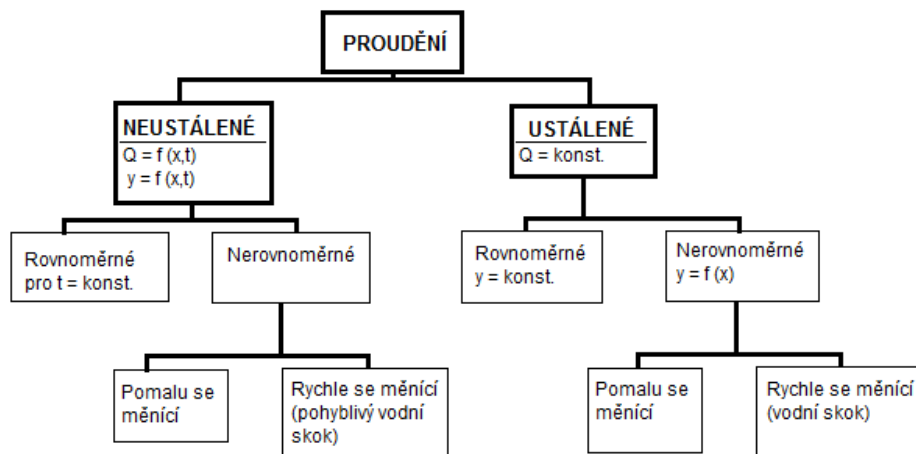 PROUDĚNÍ
NEUSTÁLENÉ
Q = f (x,t)
y = f (x,t)
USTÁLENÉ
Q = konst.
Rovnoměrné
pro t = konst.
Nerovnoměrné
Rovnoměrné
y = konst.
Nerovnoměrné
y = f (x)
Pomalu se
měnící
Rychle se měnící
(pohyblivý vodní
skok)
Pomalu se
měnící
Rychle se měnící
(vodní skok)